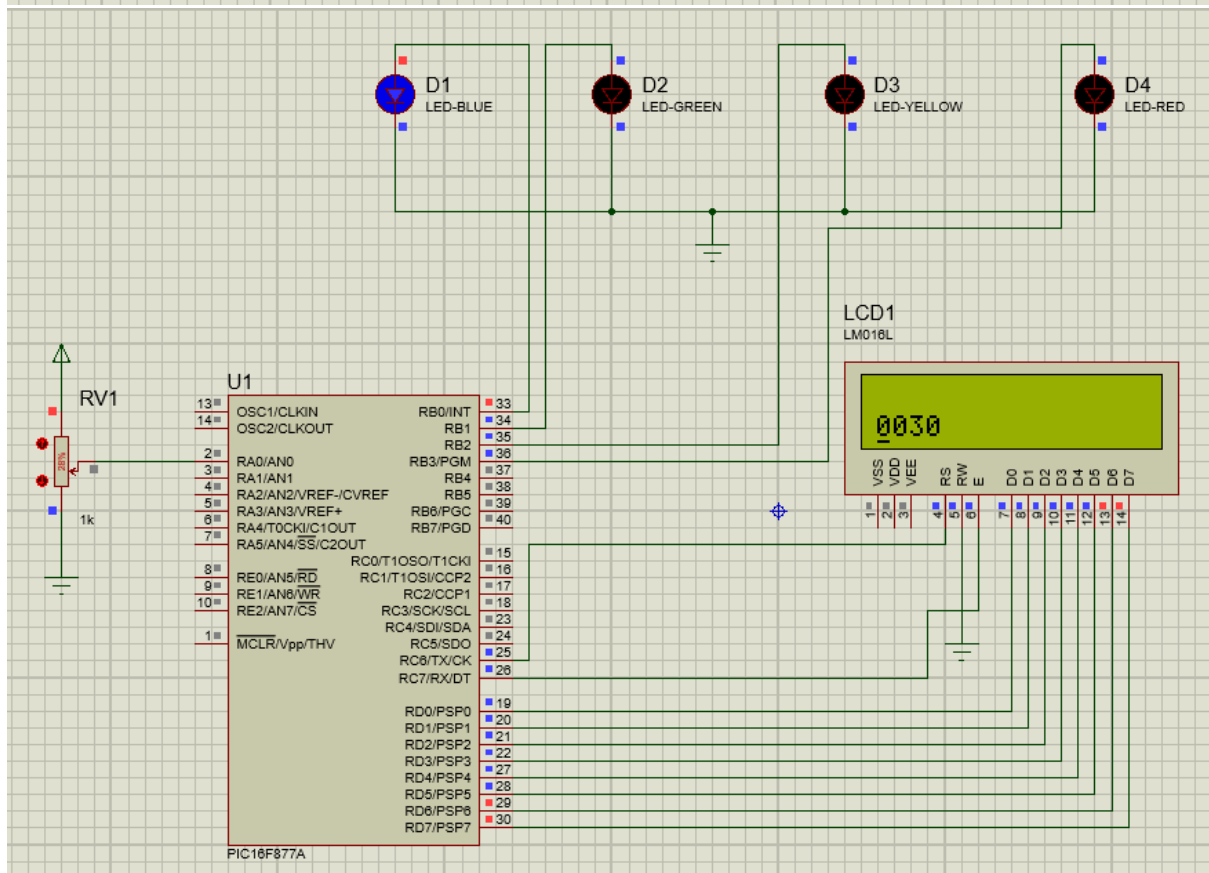 D1
LED-BLUE
D2
LED-GREEN
D3
LED-YELLOW
D4
LED-RED
RV1
28%
1k
U1
13 OSC1/CLKIN
14 OSC2/CLKOUT
2 RA0/AN0
3 RA1/AN1
4 RA2/AN2/VREF-/CVREF
5 RA3/AN3/VREF+
6 RA4/T0CKI/C1OUT
7 RA5/AN4/SS/C2OUT
8 RE0/AN5/RD
9 RE1/AN6/WR
10 RE2/AN7/CS
1 MCLR/Vpp/THV
RB0/INT 33
RB1 34
RB2 35
RB3/PGM 36
RB4 37
RB5 38
RB6/PGC 39
RB7/PGD 40
RC0/T1OSO/T1CKI 15
RC1/T1OSI/CCP2 16
RC2/CCP1 17
RC3/SCK/SCL 18
RC4/SDI/SDA 23
RC5/SDO 24
RC6/TX/CK 25
RC7/RX/DT 26
RD0/PSP0 19
RD1/PSP1 20
RD2/PSP2 21
RD3/PSP3 22
RD4/PSP4 27
RD5/PSP5 28
RD6/PSP6 29
RD7/PSP7 30
PIC16F877A
LCD1
LM016L
0030
VSS VDD VEE RS RW E D0 D1 D2 D3 D4 D5 D6 D7
1 2 3 4 5 6 7 8 9 10 11 12 13 14